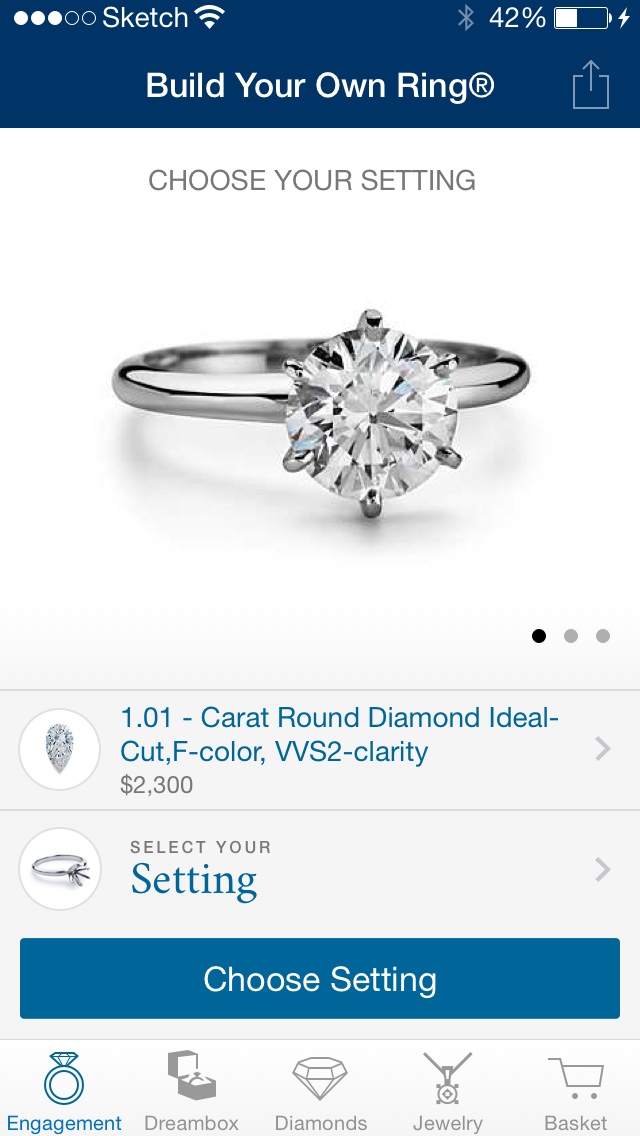 Sketch 42%
Build Your Own Ring®
CHOOSE YOUR SETTING
1.01 - Carat Round Diamond Ideal-
Cut,F-color, VVS2-clarity
$2,300
SELECT YOUR
Setting
Choose Setting
Engagement Dreambox Diamonds Jewelry Basket